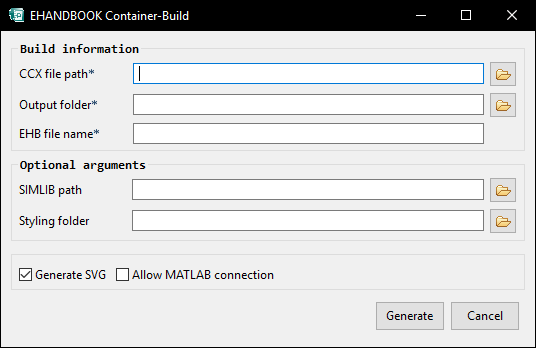 EHANDBOOK Container-Build
Build information
CCX file path*
Output folder*
EHB file name*
Optional arguments
SIMLIB path
Styling folder
Generate SVG Allow MATLAB connection
Generate Cancel